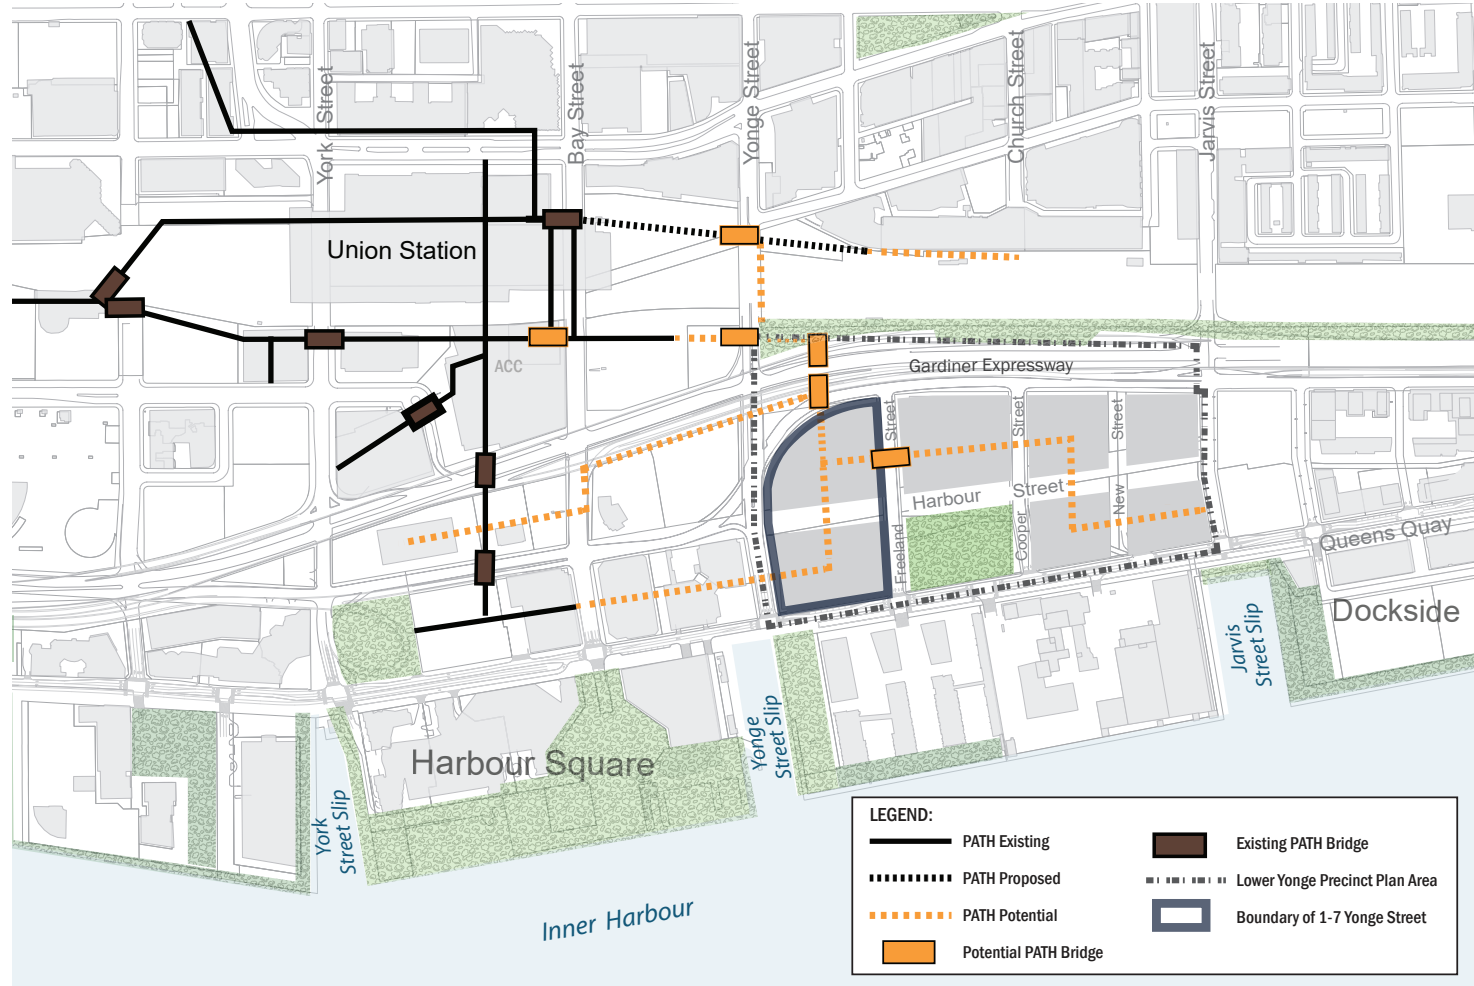 York Street
Bay Street
Yonge Street
Church Street
Jarvis Street
Union Station
ACC
Gardiner Expressway
Street
Street
Street
Harbour Street
Freeland
Cooper
New
Queens Quay
Dockside
Jarvis
Street Slip
Yonge
Street Slip
Harbour Square
York
Street Slip
Inner Harbour
LEGEND:
PATH Existing
PATH Proposed
PATH Potential
Potential PATH Bridge
Existing PATH Bridge
Lower Yonge Precinct Plan Area
Boundary of 1-7 Yonge Street